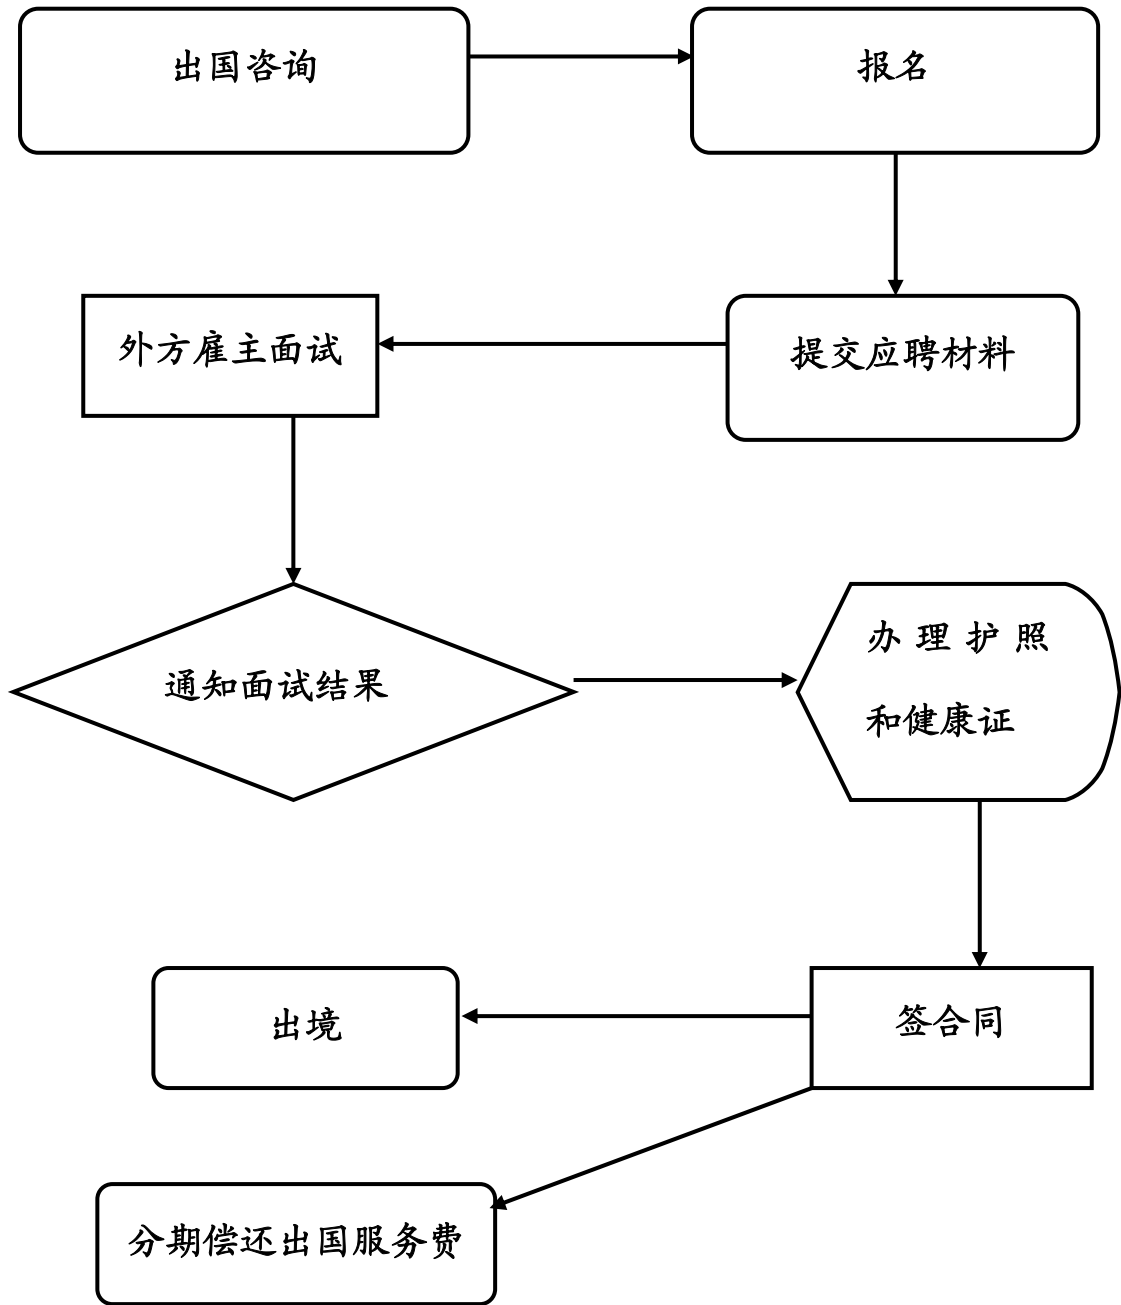 出国咨询
报名
外方雇主面试
提交应聘材料
通知面试结果
办理护照
和健康证
出境
签合同
分期偿还出国服务费